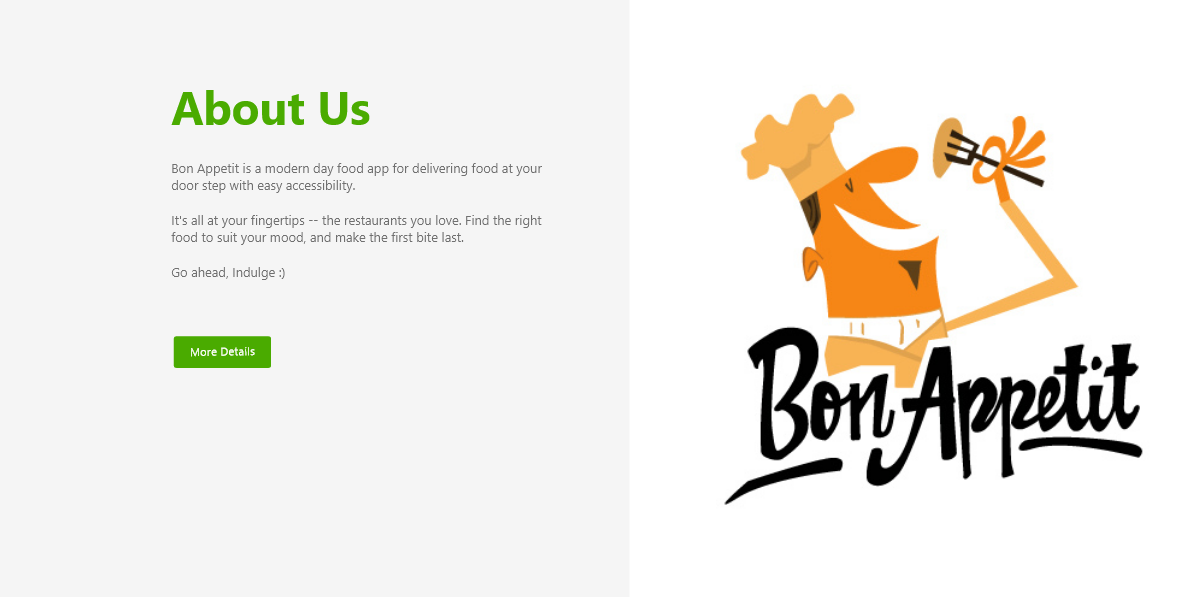 About Us
Bon Appetit is a modern day food app for delivering food at your
door step with easy accessibility.
It's all at your fingertips -- the restaurants you love. Find the right
food to suit your mood, and make the first bite last.
Go ahead, Indulge :)
More Details
Bon Appetit